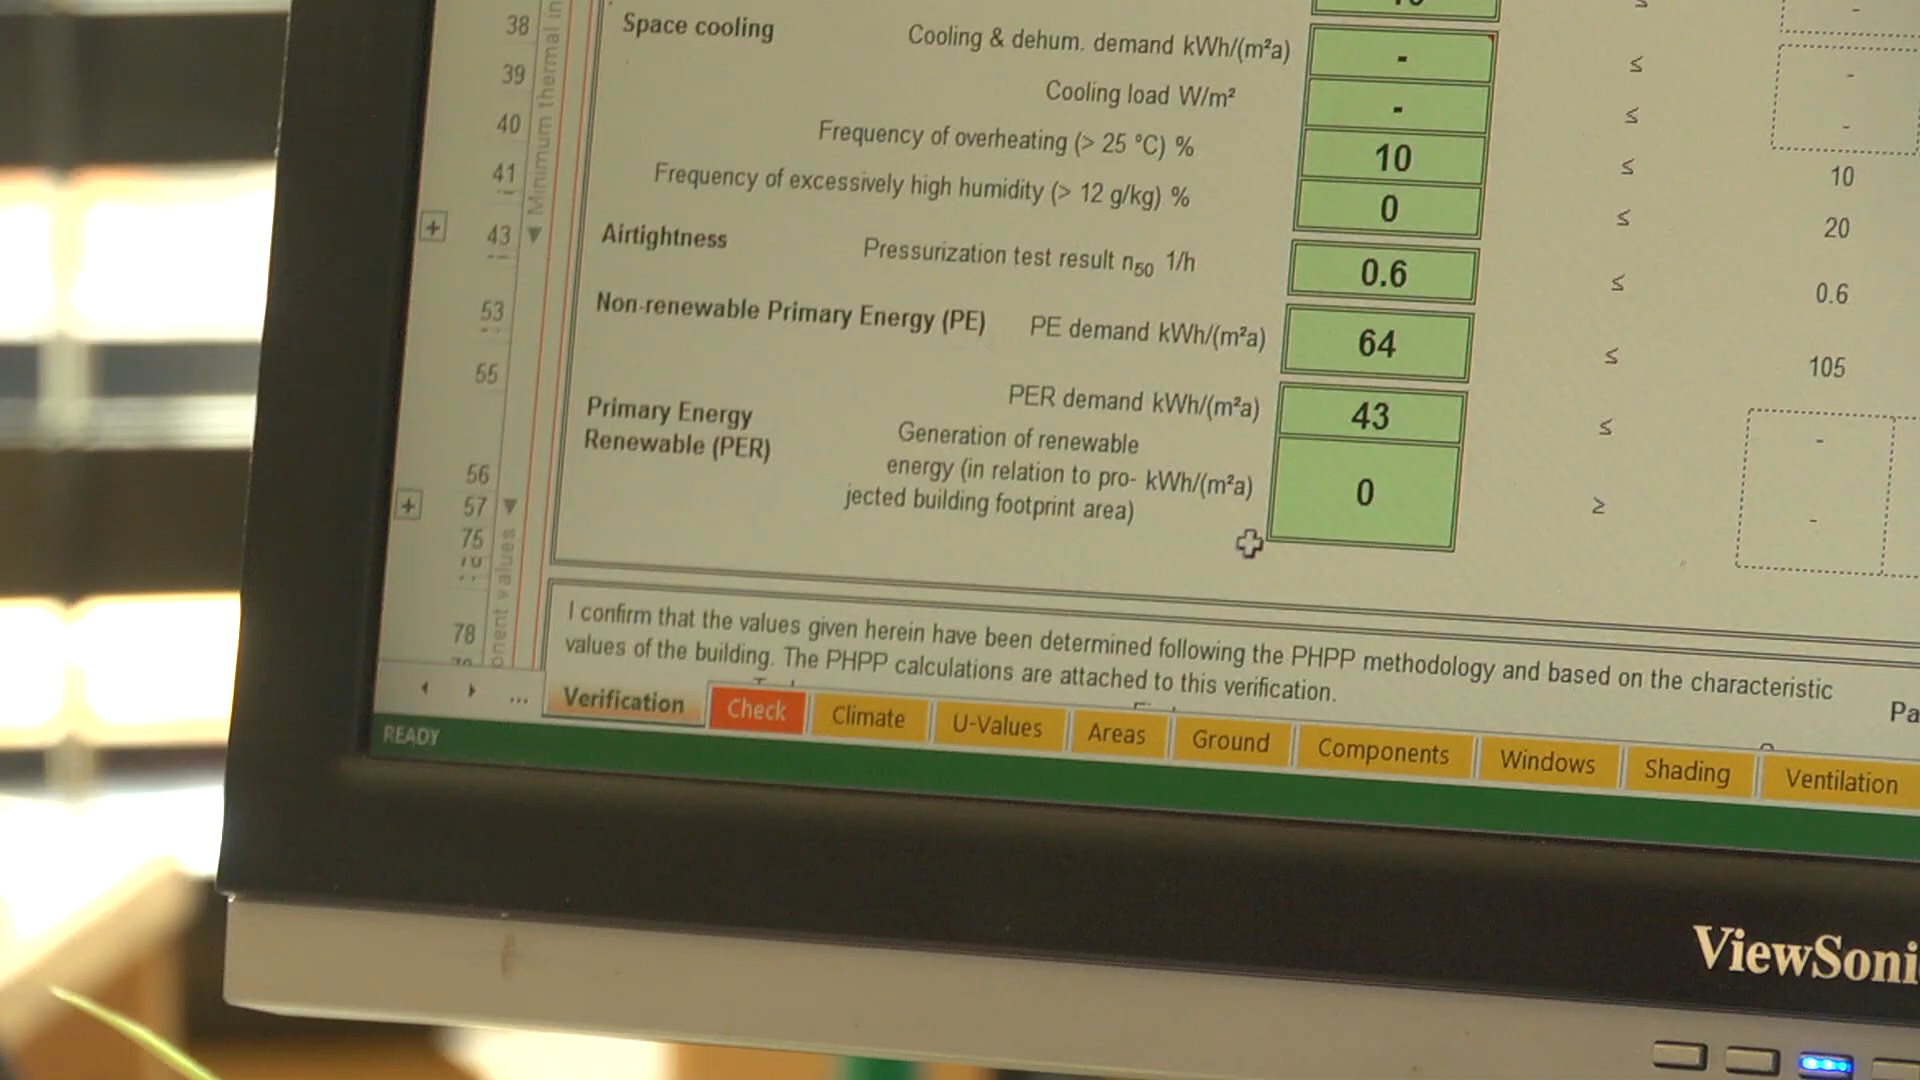 38 Space cooling Cooling & dehum. demand kWh/(m²a) - ≤ -
39 Cooling load W/m² - ≤ -
40 Frequency of overheating (> 25 °C) % 10 ≤ 10
41 Frequency of excessively high humidity (> 12 g/kg) % 0 ≤ 20
43 Airtightness Pressurization test result n50 1/h 0.6 ≤ 0.6
53 Non-renewable Primary Energy (PE) PE demand kWh/(m²a) 64 ≤ 105
55 PER demand kWh/(m²a) 43 ≤ -
Primary Energy
Renewable (PER)
56 Generation of renewable
energy (in relation to pro- kWh/(m²a) 0 ≥ -
57 jected building footprint area)
75
78 I confirm that the values given herein have been determined following the PHPP methodology and based on the characteristic
values of the building. The PHPP calculations are attached to this verification.
Minimum thermal in
onent values
... Verification Check Climate U-Values Areas Ground Components Windows Shading Ventilation
READY
ViewSoni